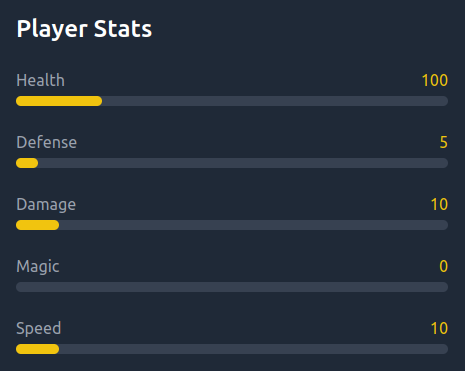 Player Stats
Health 100
Defense 5
Damage 10
Magic 0
Speed 10